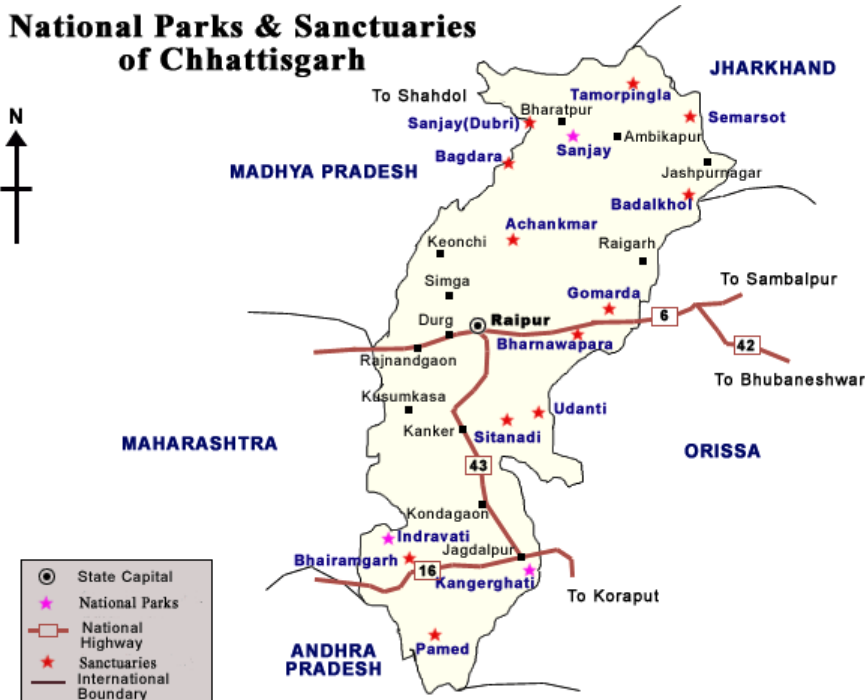 National Parks & Sanctuaries
of Chhattisgarh
JHARKHAND
To Shahdol
Tamorpingla
N
Bharatpur
Sanjay(Dubri)
Semarsot
Ambikapur
Sanjay
Bagdara
MADHYA PRADESH
Jashpurnagar
Badalkhol
Achankmar
Keonchi
Raigarh
Simga
To Sambalpur
Gomarda
Durg
Raipur
6
Bharnawapara
42
Rajnandgaon
To Bhubaneshwar
Kusumkasa
Udanti
Kanker
Sitanadi
MAHARASHTRA
ORISSA
43
Kondagaon
Indravati
Jagdalpur
Bhairamgarh
16
Kangerghati
To Koraput
State Capital
National Parks
National
Highway
Sanctuaries
International
Boundary
ANDHRA
PRADESH
Pamed